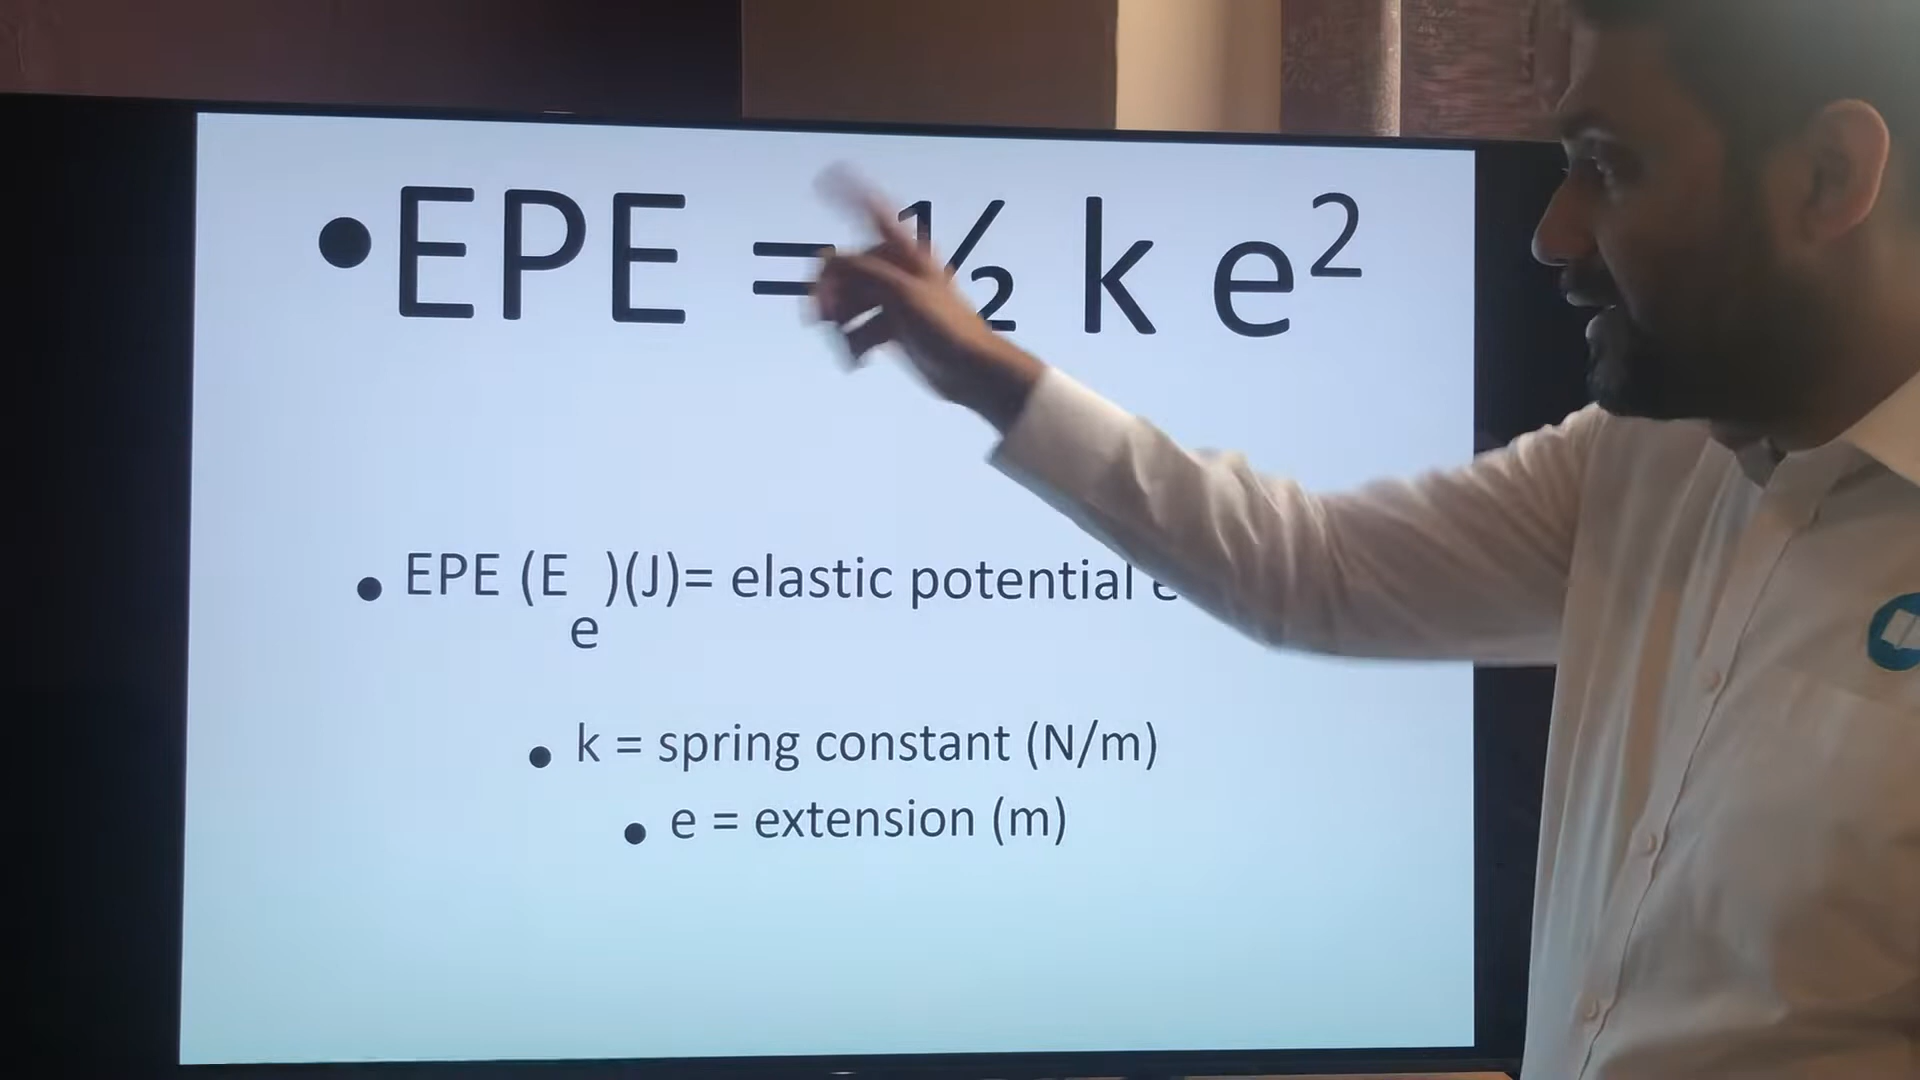 •EPE = ½ k e²
• EPE (Eₑ)(J)= elastic potential
• k = spring constant (N/m)
• e = extension (m)